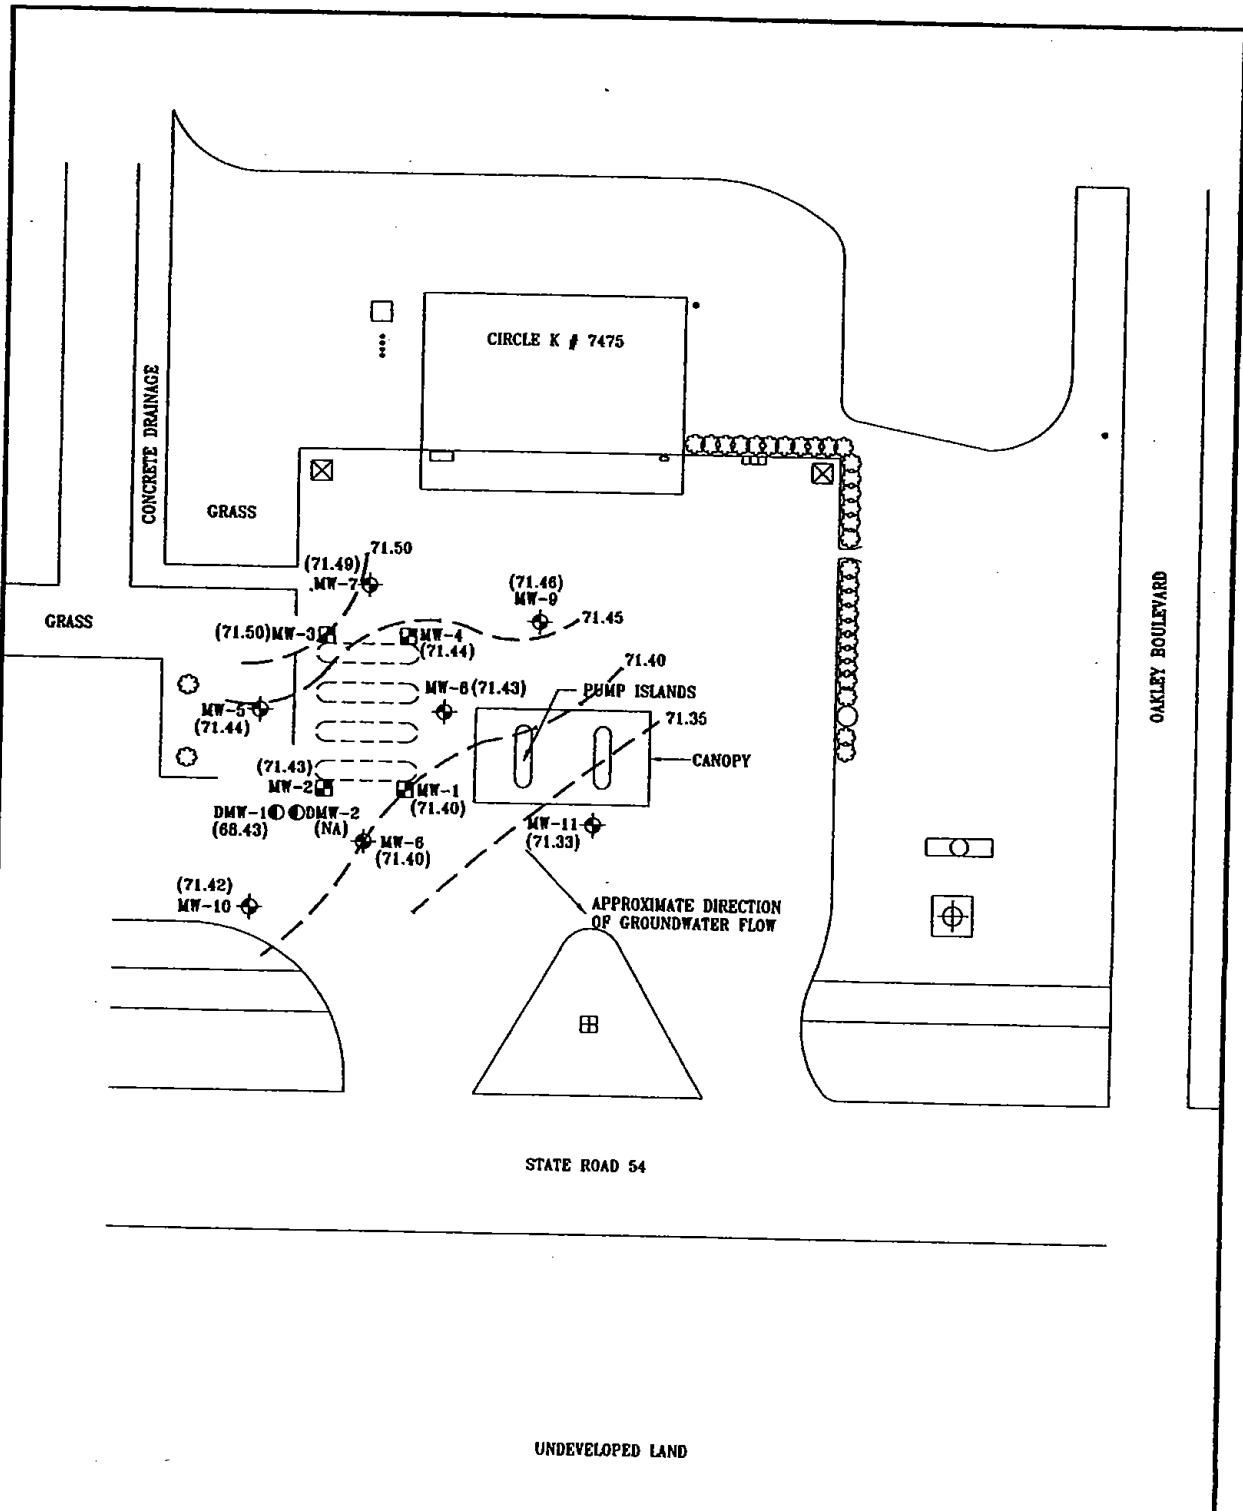 CIRCLE K # 7475
CONCRETE DRAINAGE
GRASS
71.50
(71.49)
MW-7
(71.46)
MW-9
GRASS
(71.50) MW-3
MW-4
(71.44)
71.45
OAKLEY BOULEVARD
71.40
MW-8 (71.43)
PUMP ISLANDS
MW-5
(71.44)
71.35
CANOPY
(71.43)
MW-2
MW-1
(71.40)
DMW-1
(68.43)
DMW-2
(NA)
MW-11
(71.33)
MW-6
(71.40)
(71.42)
MW-10
APPROXIMATE DIRECTION
OF GROUNDWATER FLOW
STATE ROAD 54
UNDEVELOPED LAND